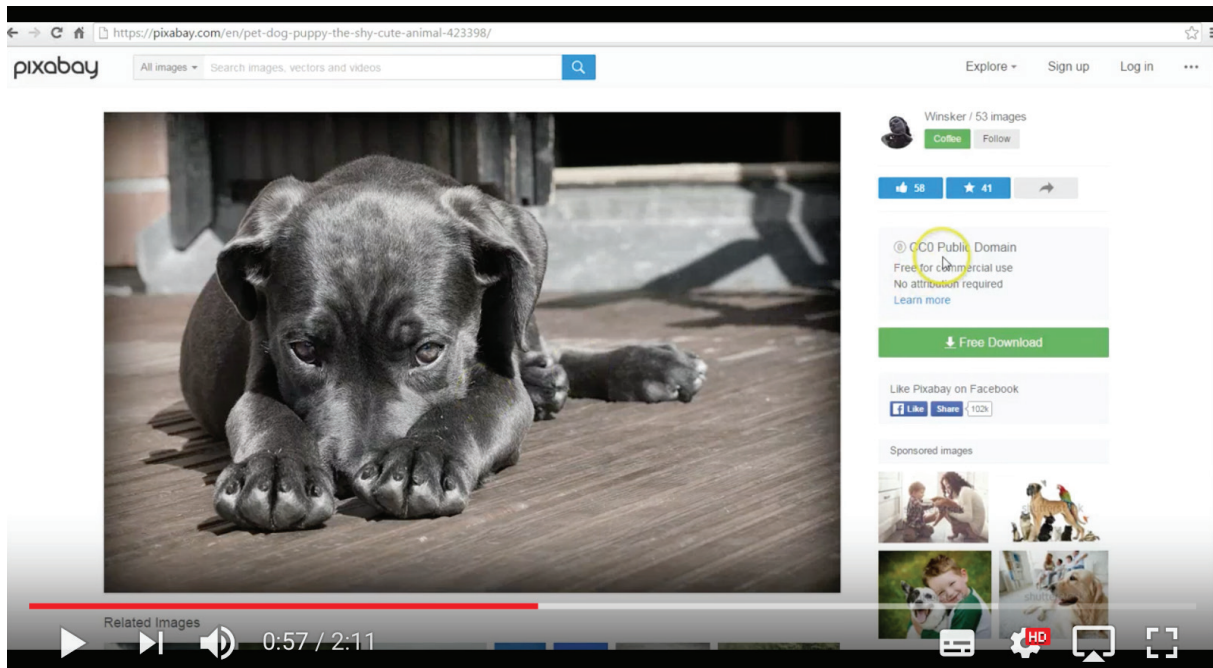 https://pixabay.com/en/pet-dog-puppy-the-shy-cute-animal-423398/
pixabay
All images
Search images, vectors and videos
Explore
Sign up
Log in
Winsker / 53 images
Coffee
Follow
58
41
CC0 Public Domain
Free for commercial use
No attribution required
Learn more
Free Download
Like Pixabay on Facebook
f Like
Share
102k
Sponsored images
Related Images
0:57 / 2:11
HD